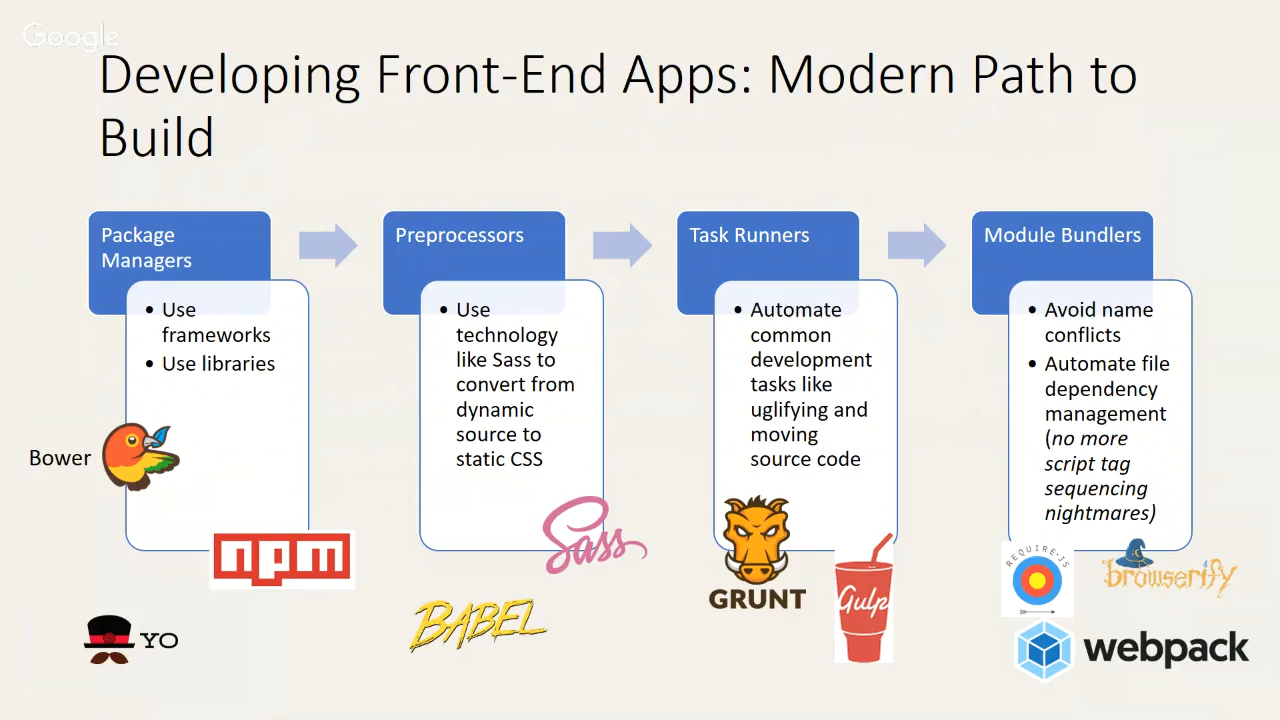 Google
Developing Front-End Apps: Modern Path to
Build
Package
Managers
• Use
frameworks
• Use libraries
Bower
npm
YO
Preprocessors
• Use
technology
like Sass to
convert from
dynamic
source to
static CSS
Sass
BABEL
Task Runners
• Automate
common
development
tasks like
uglifying and
moving
source code
GRUNT
Gulp
Module Bundlers
• Avoid name
conflicts
• Automate file
dependency
management
(no more
script tag
sequencing
nightmares)
REQUIRE·JS
browserify
webpack